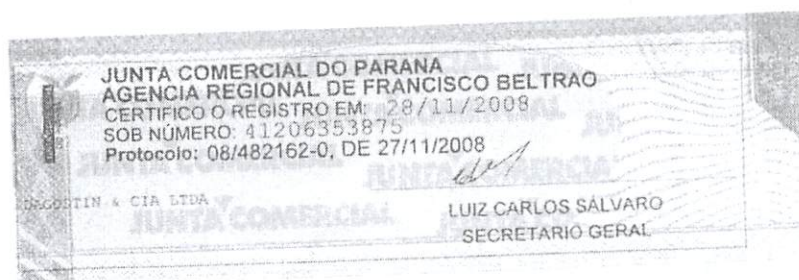 JUNTA COMERCIAL DO PARANA
AGENCIA REGIONAL DE FRANCISCO BELTRAO
CERTIFICO O REGISTRO EM: 28/11/2008
SOB NÚMERO: 41206353875
Protocolo: 08/482162-0, DE 27/11/2008
DAGOSTIN & CIA LTDA
LUIZ CARLOS SÁLVARO
SECRETARIO GERAL